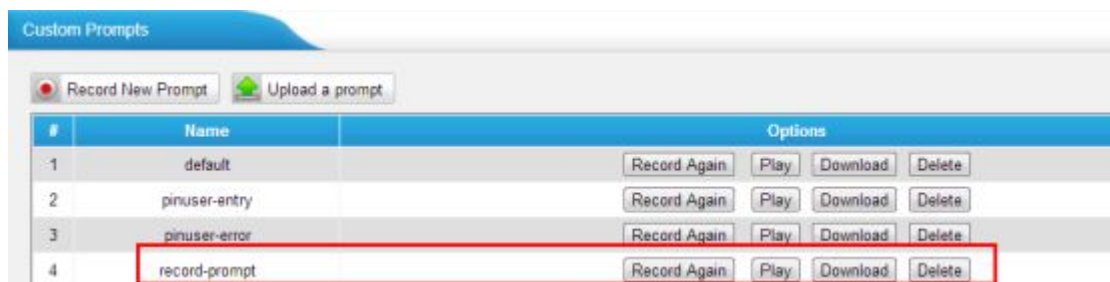 Custom Prompts
Record New Prompt Upload a prompt
# Name Options
1 default Record Again Play Download Delete
2 pinuser-entry Record Again Play Download Delete
3 pinuser-error Record Again Play Download Delete
4 record-prompt Record Again Play Download Delete